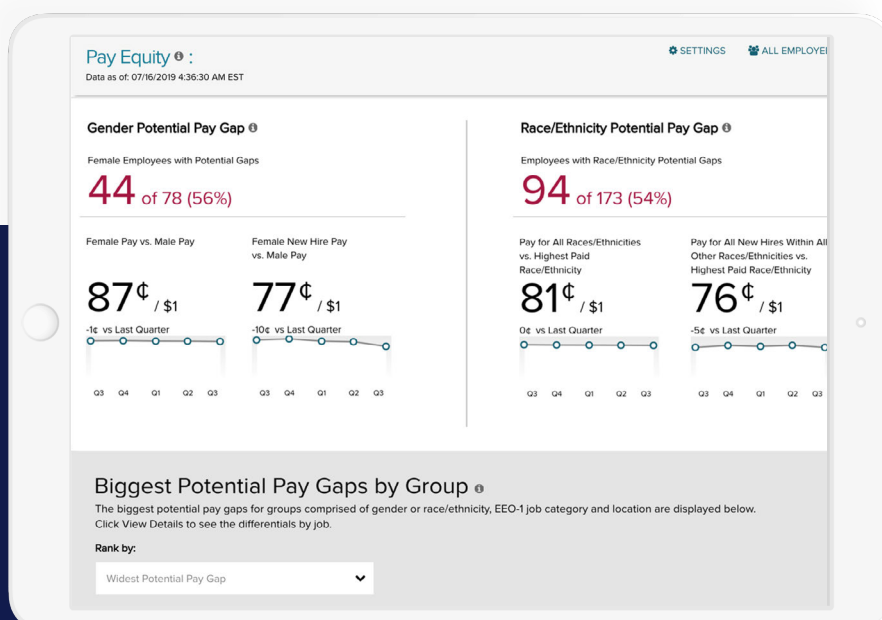 Pay Equity :
Data as of: 07/16/2019 4:36:30 AM EST
SETTINGS
ALL EMPLOYE
Gender Potential Pay Gap
Female Employees with Potential Gaps
44 of 78 (56%)
Female Pay vs. Male Pay
87¢ / $1
-1¢ vs Last Quarter
Q3 Q4 Q1 Q2 Q3
Female New Hire Pay
vs. Male Pay
77¢ / $1
-10¢ vs Last Quarter
Q3 Q4 Q1 Q2 Q3
Race/Ethnicity Potential Pay Gap
Employees with Race/Ethnicity Potential Gaps
94 of 173 (54%)
Pay for All Races/Ethnicities
vs. Highest Paid
Race/Ethnicity
81¢ / $1
0¢ vs Last Quarter
Q3 Q4 Q1 Q2 Q3
Pay for All New Hires Within All
Other Races/Ethnicities vs.
Highest Paid Race/Ethnicity
76¢ / $1
-5¢ vs Last Quarter
Q3 Q4 Q1 Q2 Q3
Biggest Potential Pay Gaps by Group
The biggest potential pay gaps for groups comprised of gender or race/ethnicity, EEO-1 job category and location are displayed below.
Click View Details to see the differentials by job.
Rank by:
Widest Potential Pay Gap